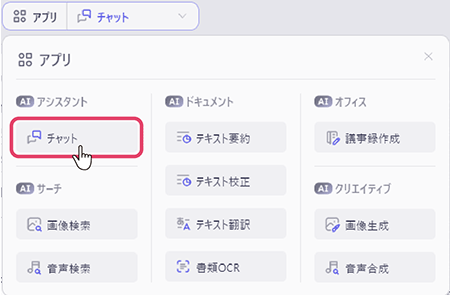 アプリ チャット
アプリ
AI アシスタント
チャット
AI サーチ
画像検索
音声検索
AI ドキュメント
テキスト要約
テキスト校正
テキスト翻訳
書類OCR
AI オフィス
議事録作成
AI クリエイティブ
画像生成
音声合成